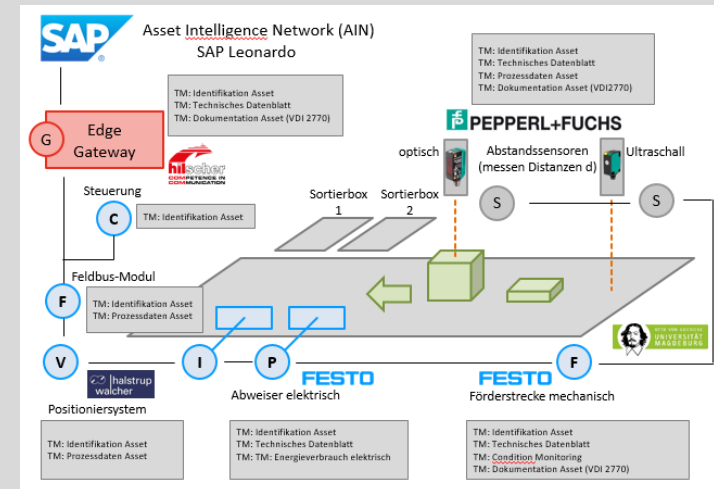 SAP
Asset Intelligence Network (AIN)
SAP Leonardo
TM: Identifikation Asset
TM: Technisches Datenblatt
TM: Prozessdaten Asset
TM: Dokumentation Asset (VDI2770)
TM: Identifikation Asset
TM: Technisches Datenblatt
TM: Dokumentation Asset (VDI 2770)
G
Edge
Gateway
PEPPERL+FUCHS
hilscher
COMPETENCE IN
COMMUNICATION
optisch
Abstandssensoren
(messen Distanzen d)
Ultraschall
Steuerung
C
TM: Identifikation Asset
Sortierbox
1
Sortierbox
2
S
S
Feldbus-Modul
F
TM: Identifikation Asset
TM: Prozessdaten Asset
OTTO VON GUERICKE
UNIVERSITÄT
MAGDEBURG
V
I
P
F
halstrup
walcher
FESTO
FESTO
Positioniersystem
Abweiser elektrisch
Förderstrecke mechanisch
TM: Identifikation Asset
TM: Prozessdaten Asset
TM: Identifikation Asset
TM: Technisches Datenblatt
TM: TM: Energieverbrauch elektrisch
TM: Identifikation Asset
TM: Technisches Datenblatt
TM: Condition Monitoring
TM: Dokumentation Asset (VDI 2770)